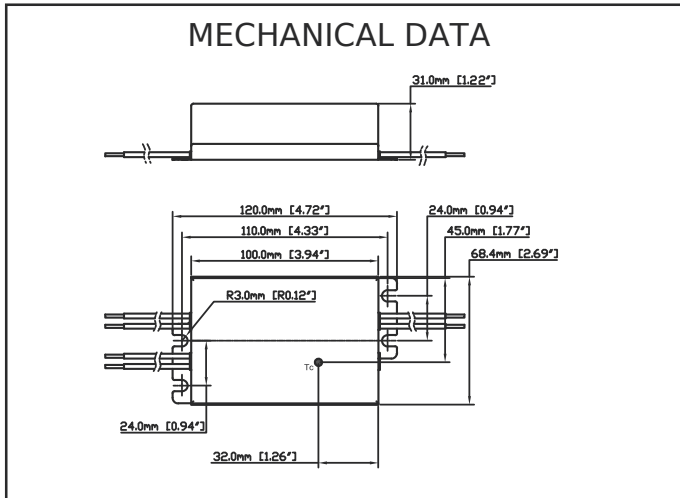 MECHANICAL DATA
31.0mm [1.22"]
120.0mm [4.72"]
24.0mm [0.94"]
110.0mm [4.33"]
45.0mm [1.77"]
100.0mm [3.94"]
68.4mm [2.69"]
R3.0mm [R0.12"]
Tc
24.0mm [0.94"]
32.0mm [1.26"]